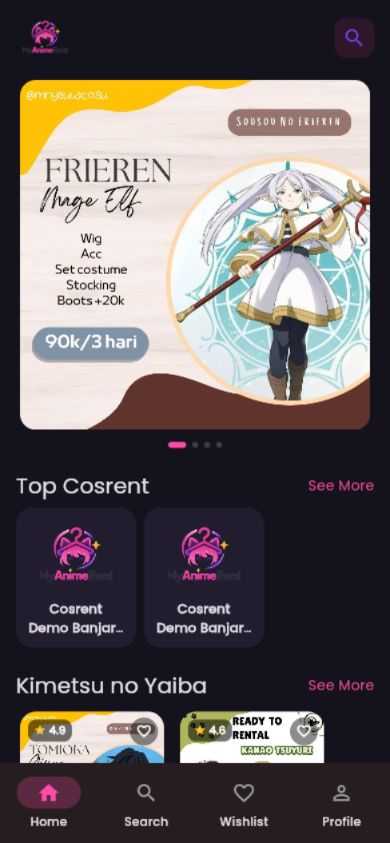 MyAnimeRent
@mnyauwcosu
SOUSOU NO FRIEREN
FRIEREN
Mage Elf
Wig
Acc
Set costume
Stocking
Boots +20k
90k/3 hari
Top Cosrent
See More
MyAnimeRent
MyAnimeRent
Cosrent
Demo Banjar...
Cosrent
Demo Banjar...
Kimetsu no Yaiba
See More
4.9
TOMIOKA
4.6
READY TO
RENTAL
KANAO TSUYURI
Home
Search
Wishlist
Profile